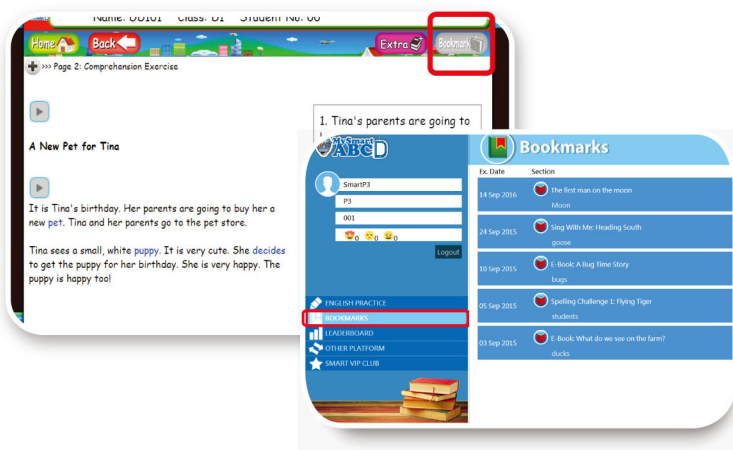 Name: DD101 Class: D1 Student No: 00
Home
Back
Extra
Bookmark
>>> Page 2: Comprehension Exercise
1. Tina's parents are going to
A New Pet for Tina
It is Tina's birthday. Her parents are going to buy her a
new pet. Tina and her parents go to the pet store.
Tina sees a small, white puppy. It is very cute. She decides
to get the puppy for her birthday. She is very happy. The
puppy is happy too!
MySmart
ABCD
SmartP3
P3
001
0 0 0
Logout
ENGLISH PRACTICE
BOOKMARKS
LEADERBOARD
OTHER PLATFORM
SMART VIP CLUB
Bookmarks
Ex. Date Section
14 Sep 2016 The first man on the moon
Moon
24 Sep 2015 Sing With Me: Heading South
goose
10 Sep 2015 E-Book: A Bug Time Story
bugs
05 Sep 2015 Spelling Challenge 1: Flying Tiger
students
03 Sep 2015 E-Book: What do we see on the farm?
ducks